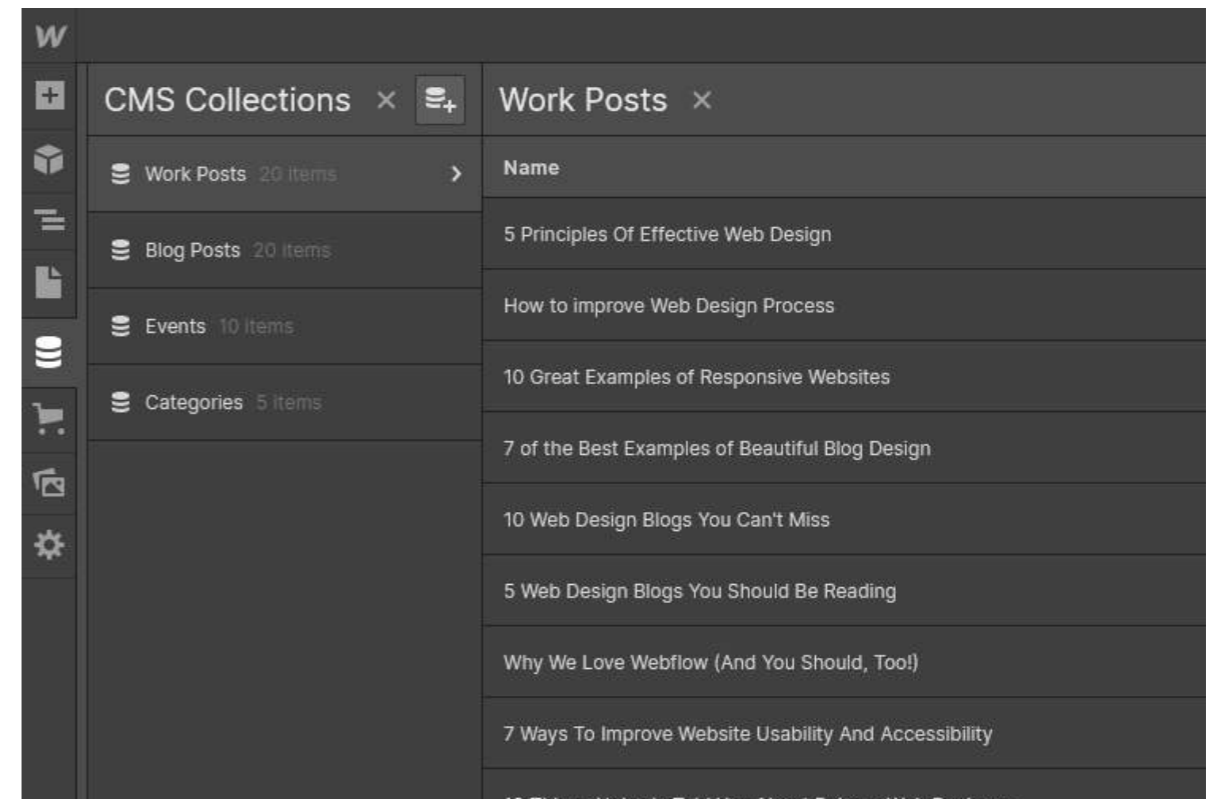 W
CMS Collections
Work Posts
Work Posts 20 items
Blog Posts 20 items
Events 10 items
Categories 5 items
Name
5 Principles Of Effective Web Design
How to improve Web Design Process
10 Great Examples of Responsive Websites
7 of the Best Examples of Beautiful Blog Design
10 Web Design Blogs You Can't Miss
5 Web Design Blogs You Should Be Reading
Why We Love Webflow (And You Should, Too!)
7 Ways To Improve Website Usability And Accessibility